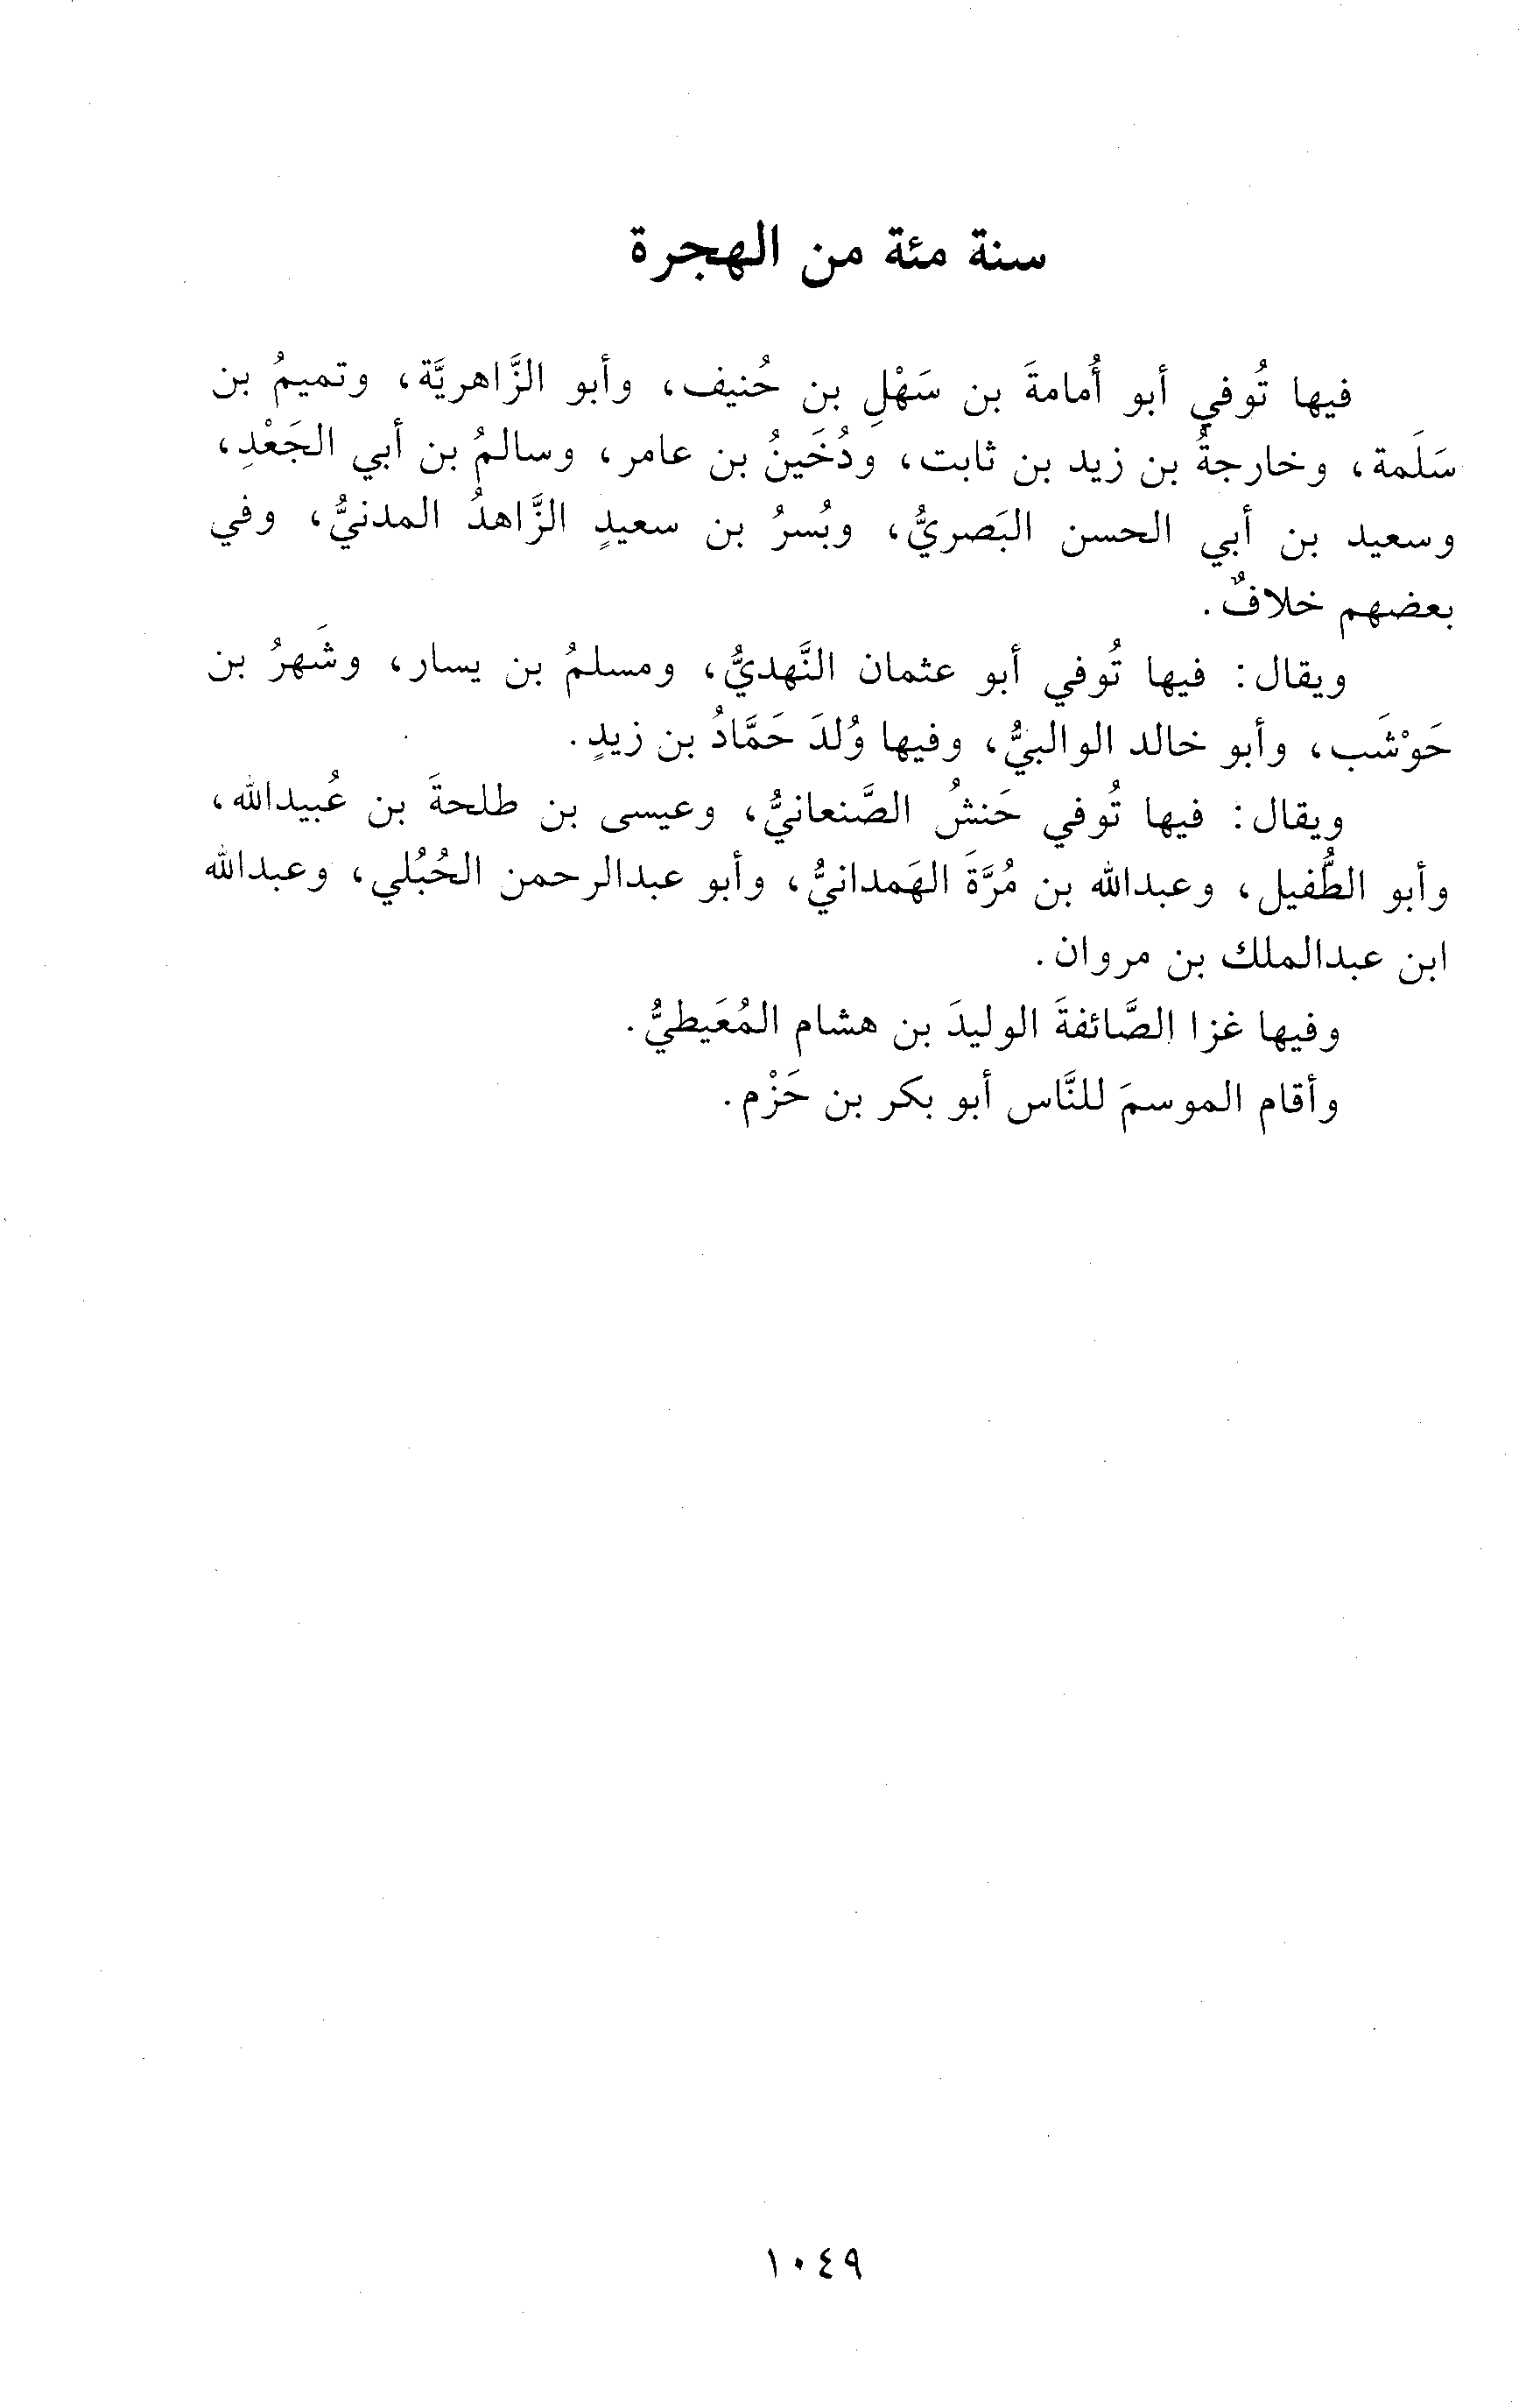 سنة مئة من الهجرة
فيها تُوفي أبو أُمامةَ بن سَهْلِ بن حُنيف، وأبو الزَّاهريَّة، وتميمُ بن
سَلَمة، وخارجةُ بن زيد بن ثابت، ودُخَينُ بن عامر، وسالمُ بن أبي الجَعْدِ،
وسعيد بن أبي الحسن البَصريُّ، وبُسرُ بن سعيدٍ الزَّاهدُ المدنيُّ، وفي
بعضهم خلافٌ.
ويقال: فيها تُوفي أبو عثمان النَّهديُّ، ومسلمُ بن يسار، وشَهرُ بن
حَوْشَب، وأبو خالد الوالبيُّ، وفيها وُلدَ حَمَّادُ بن زيدٍ.
ويقال: فيها تُوفي حَنشُ الصَّنعانيُّ، وعيسى بن طلحةَ بن عُبيدالله،
وأبو الطُّفيل، وعبدالله بن مُرَّةَ الهَمدانيُّ، وأبو عبدالرحمن الحُبُلي، وعبدالله
ابن عبدالملك بن مروان.
وفيها غزا الصَّائفةَ الوليدَ بن هشام المُعَيطيُّ.
وأقام الموسمَ للنَّاس أبو بكر بن حَزْم.
١٠٤٩